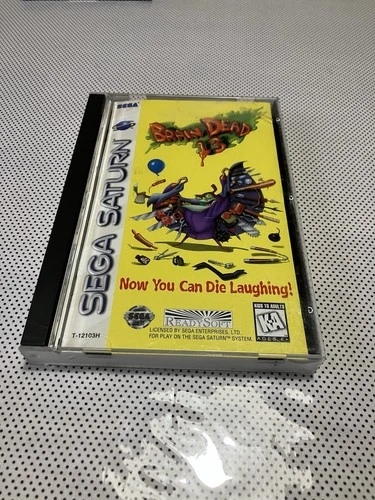 SEGA
SEGA SATURN
BRAIN DEAD
13
Now You Can Die Laughing!
SEGA
READYSOFT
LICENSED BY SEGA ENTERPRISES, LTD.
FOR PLAY ON THE SEGA SATURN™ SYSTEM.
T-12103H
KIDS TO ADULTS
K-A
AGES 6+